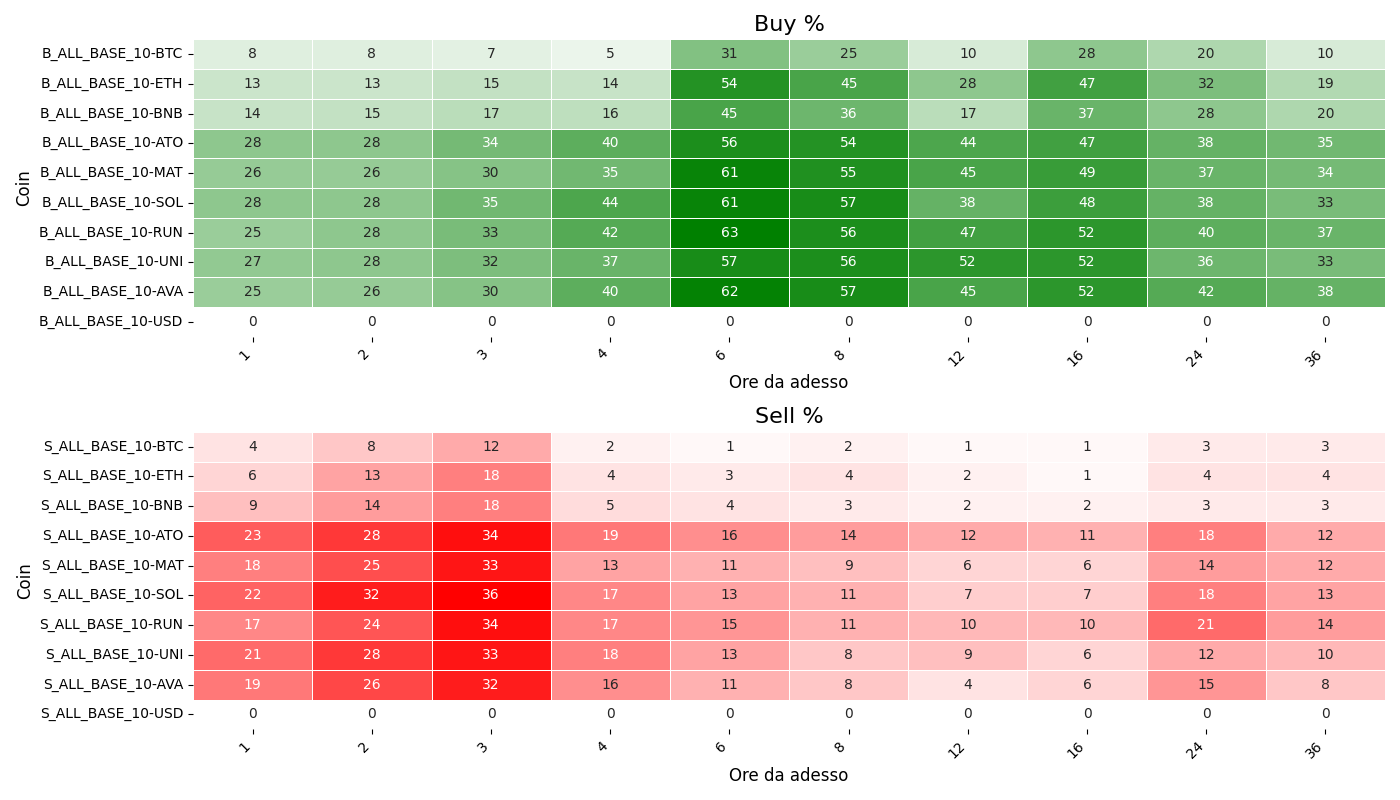 Buy %
Coin
B_ALL_BASE_10-BTC 8 8 7 5 31 25 10 28 20 10
B_ALL_BASE_10-ETH 13 13 15 14 54 45 28 47 32 19
B_ALL_BASE_10-BNB 14 15 17 16 45 36 17 37 28 20
B_ALL_BASE_10-ATO 28 28 34 40 56 54 44 47 38 35
B_ALL_BASE_10-MAT 26 26 30 35 61 55 45 49 37 34
B_ALL_BASE_10-SOL 28 28 35 44 61 57 38 48 38 33
B_ALL_BASE_10-RUN 25 28 33 42 63 56 47 52 40 37
B_ALL_BASE_10-UNI 27 28 32 37 57 56 52 52 36 33
B_ALL_BASE_10-AVA 25 26 30 40 62 57 45 52 42 38
B_ALL_BASE_10-USD 0 0 0 0 0 0 0 0 0 0
1 2 3 4 6 8 12 16 24 36
Ore da adesso
Sell %
Coin
S_ALL_BASE_10-BTC 4 8 12 2 1 2 1 1 3 3
S_ALL_BASE_10-ETH 6 13 18 4 3 4 2 1 4 4
S_ALL_BASE_10-BNB 9 14 18 5 4 3 2 2 3 3
S_ALL_BASE_10-ATO 23 28 34 19 16 14 12 11 18 12
S_ALL_BASE_10-MAT 18 25 33 13 11 9 6 6 14 12
S_ALL_BASE_10-SOL 22 32 36 17 13 11 7 7 18 13
S_ALL_BASE_10-RUN 17 24 34 17 15 11 10 10 21 14
S_ALL_BASE_10-UNI 21 28 33 18 13 8 9 6 12 10
S_ALL_BASE_10-AVA 19 26 32 16 11 8 4 6 15 8
S_ALL_BASE_10-USD 0 0 0 0 0 0 0 0 0 0
1 2 3 4 6 8 12 16 24 36
Ore da adesso